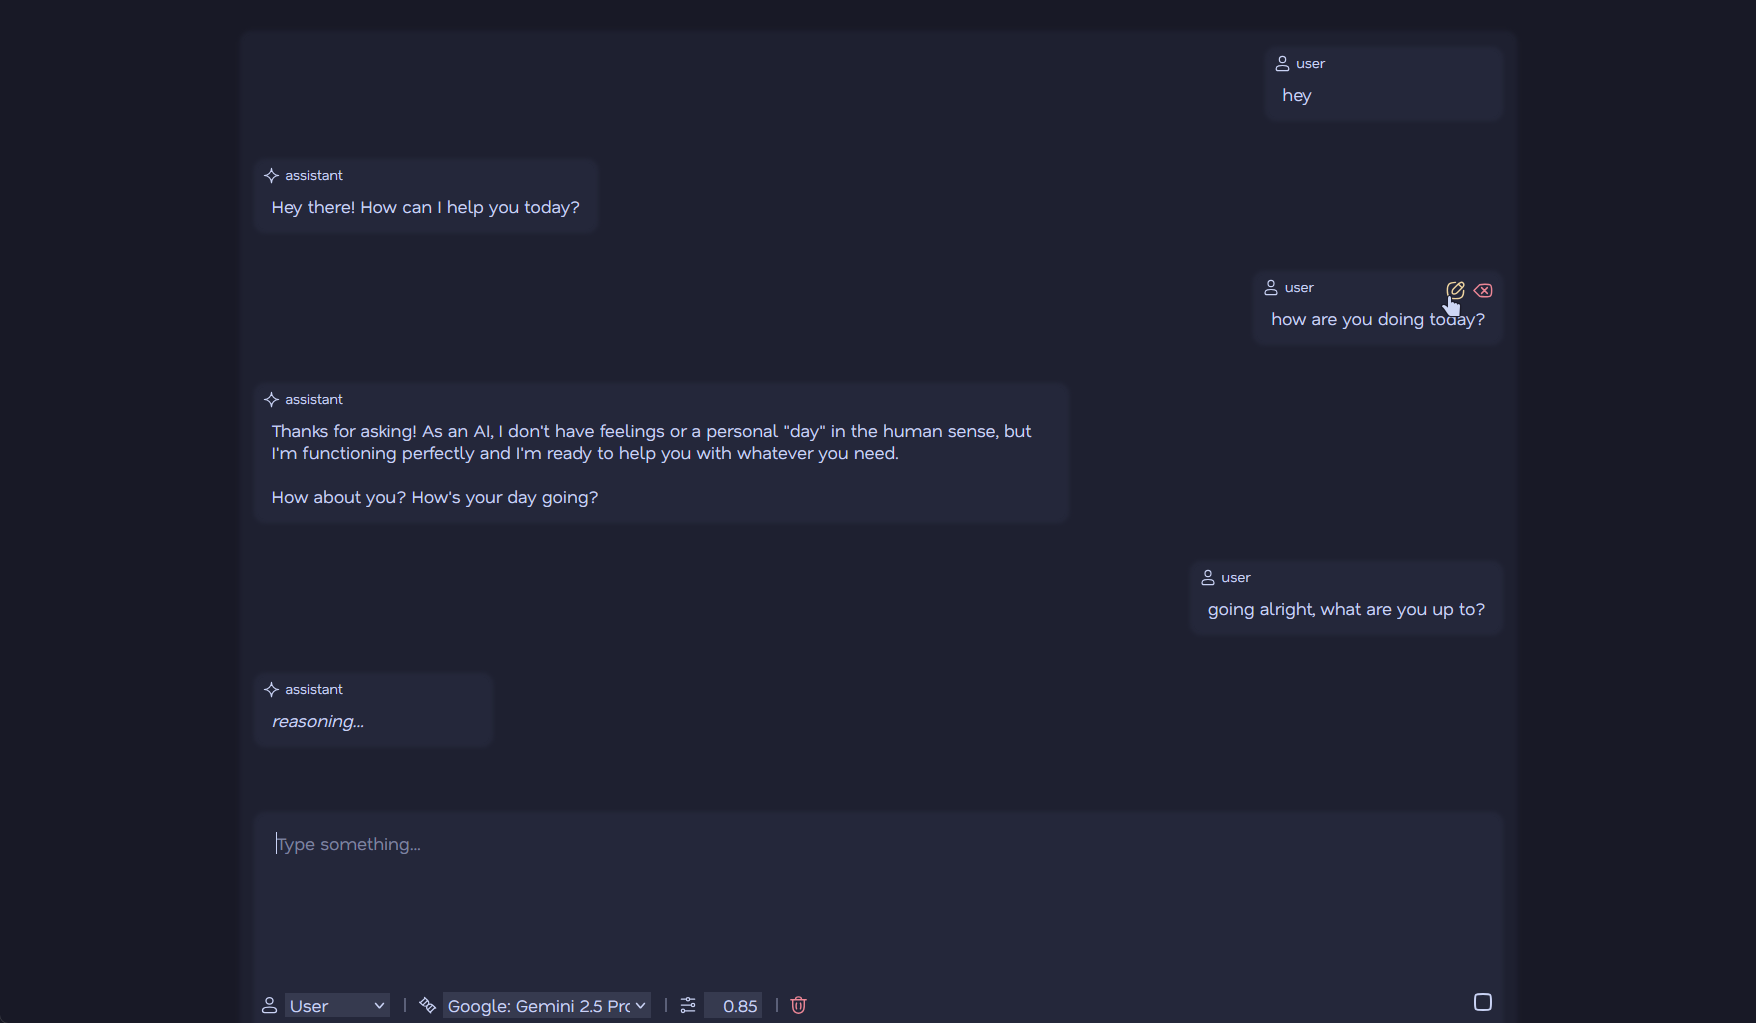 user
hey
assistant
Hey there! How can I help you today?
user
how are you doing today?
assistant
Thanks for asking! As an AI, I don't have feelings or a personal "day" in the human sense, but
I'm functioning perfectly and I'm ready to help you with whatever you need.
How about you? How's your day going?
user
going alright, what are you up to?
assistant
reasoning...
Type something...
User | Google: Gemini 2.5 Prc | 0.85 |